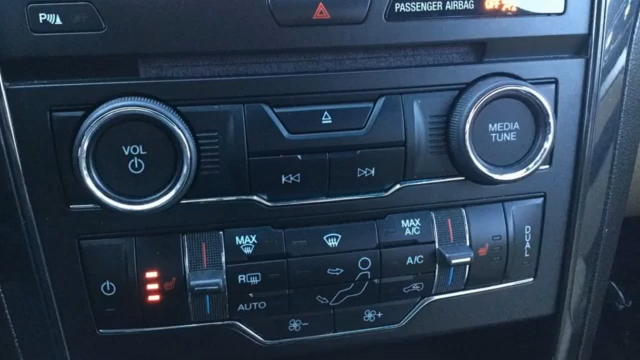 P
OFF
PASSENGER AIRBAG
VOL
MEDIA
TUNE
MAX
MAX
A/C
R
A/C
AUTO
DUAL